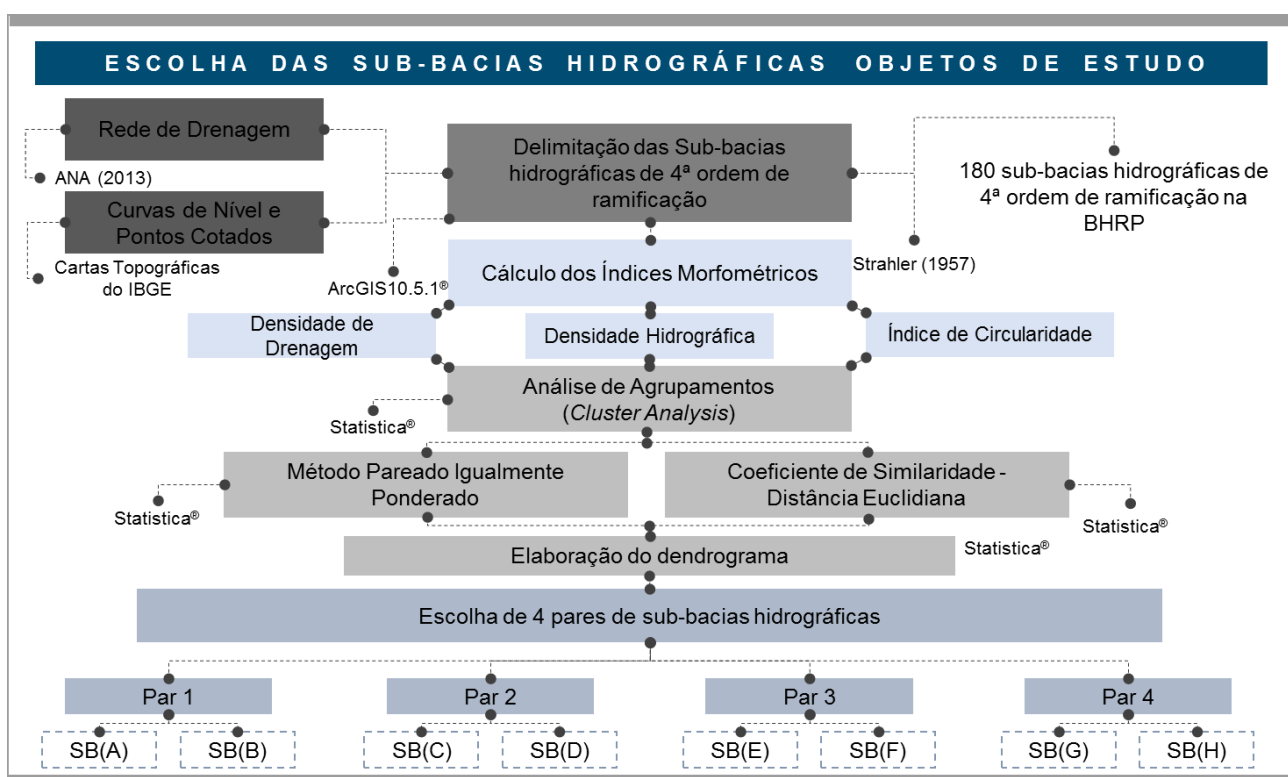 ESCOLHA DAS SUB-BACIAS HIDROGRÁFICAS OBJETOS DE ESTUDO
Rede de Drenagem
ANA (2013)
Curvas de Nível e
Pontos Cotados
Cartas Topográficas
do IBGE
Delimitação das Sub-bacias
hidrográficas de 4ª ordem de
ramificação
ArcGIS10.5.1®
180 sub-bacias hidrográficas de
4ª ordem de ramificação na
BHRP
Strahler (1957)
Cálculo dos Índices Morfométricos
Densidade de
Drenagem
Densidade Hidrográfica
Índice de Circularidade
Análise de Agrupamentos
(Cluster Analysis)
Statistica®
Método Pareado Igualmente
Ponderado
Statistica®
Coeficiente de Similaridade -
Distância Euclidiana
Statistica®
Elaboração do dendrograma
Statistica®
Escolha de 4 pares de sub-bacias hidrográficas
Par 1
Par 2
Par 3
Par 4
SB(A)
SB(B)
SB(C)
SB(D)
SB(E)
SB(F)
SB(G)
SB(H)